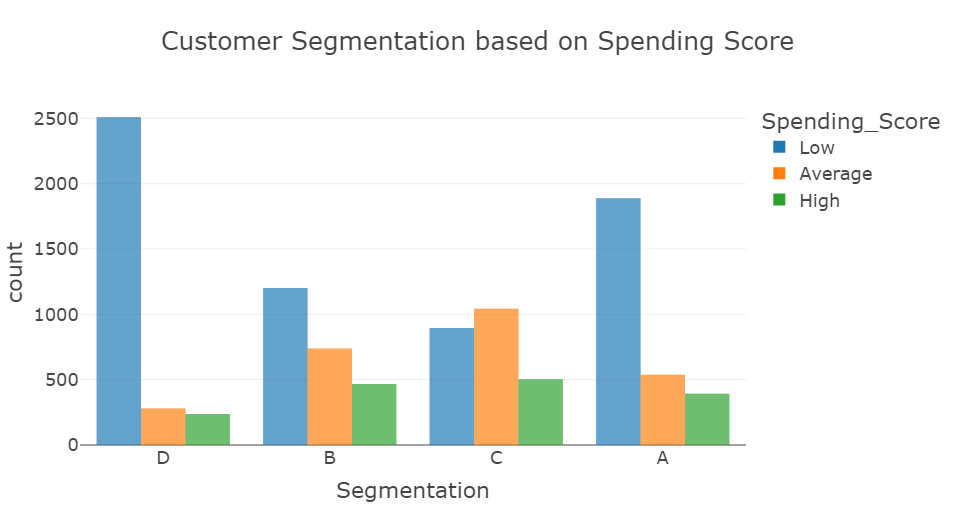 Customer Segmentation based on Spending Score
2500
2000
1500
1000
500
0
count
D B C A
Segmentation
Spending_Score
Low
Average
High